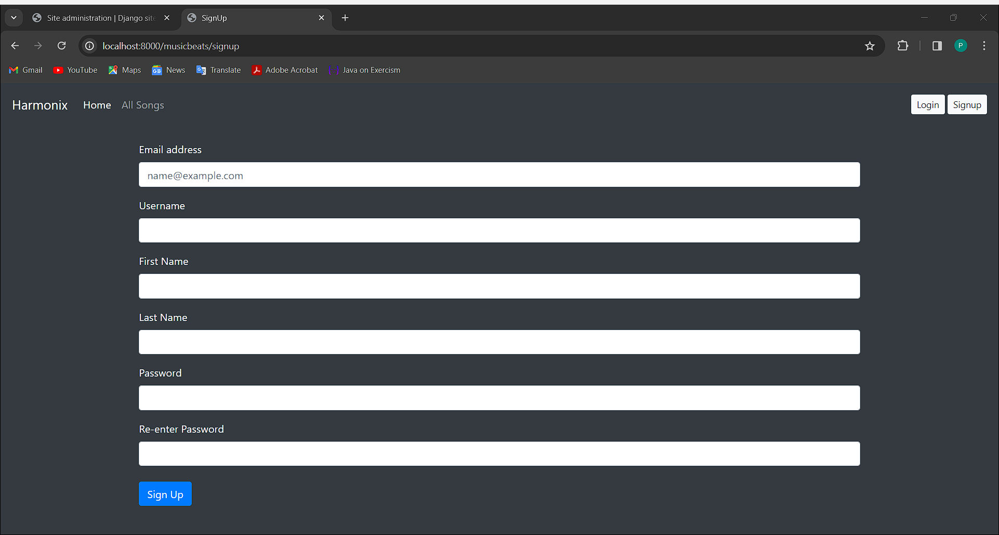 Site administration | Django site
SignUp
localhost:8000/musicbeats/signup
Gmail YouTube Maps News Translate Adobe Acrobat Java on Exercism
P
Harmonix Home All Songs Login Signup
Email address
name@example.com
Username
First Name
Last Name
Password
Re-enter Password
Sign Up